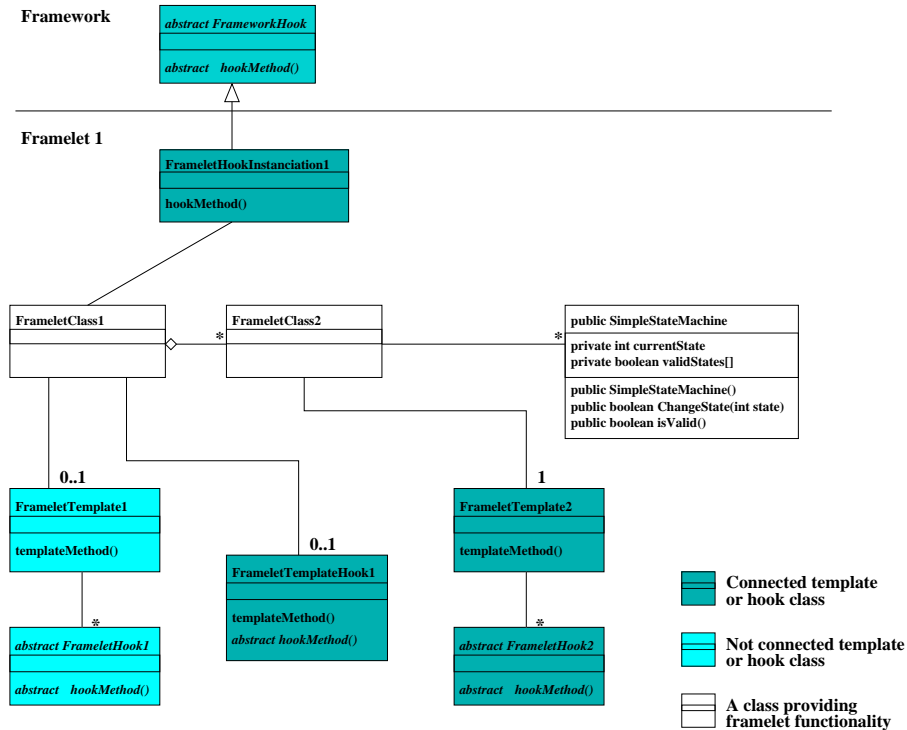 Framework
abstract FrameworkHook
abstract hookMethod()
Framelet 1
FrameletHookInstanciation1
hookMethod()
FrameletClass1
*
FrameletClass2
*
public SimpleStateMachine
private int currentState
private boolean validStates[]
public SimpleStateMachine()
public boolean ChangeState(int state)
public boolean isValid()
0..1
FrameletTemplate1
templateMethod()
*
abstract FrameletHook1
abstract hookMethod()
0..1
FrameletTemplateHook1
templateMethod()
abstract hookMethod()
1
FrameletTemplate2
templateMethod()
*
abstract FrameletHook2
abstract hookMethod()
Connected template
or hook class
Not connected template
or hook class
A class providing
framelet functionality